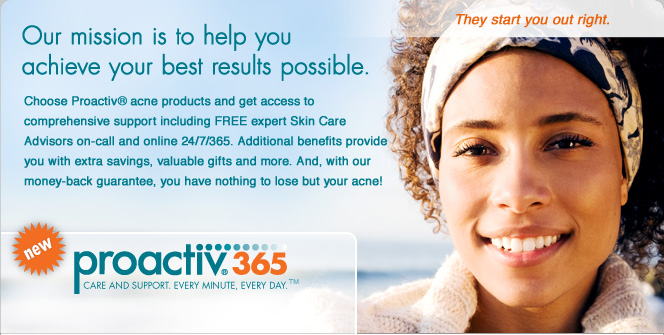 They start you out right.
Our mission is to help you
achieve your best results possible.
Choose Proactiv® acne products and get access to
comprehensive support including FREE expert Skin Care
Advisors on-call and online 24/7/365. Additional benefits provide
you with extra savings, valuable gifts and more. And, with our
money-back guarantee, you have nothing to lose but your acne!
new
proactiv® 365
CARE AND SUPPORT. EVERY MINUTE, EVERY DAY.™